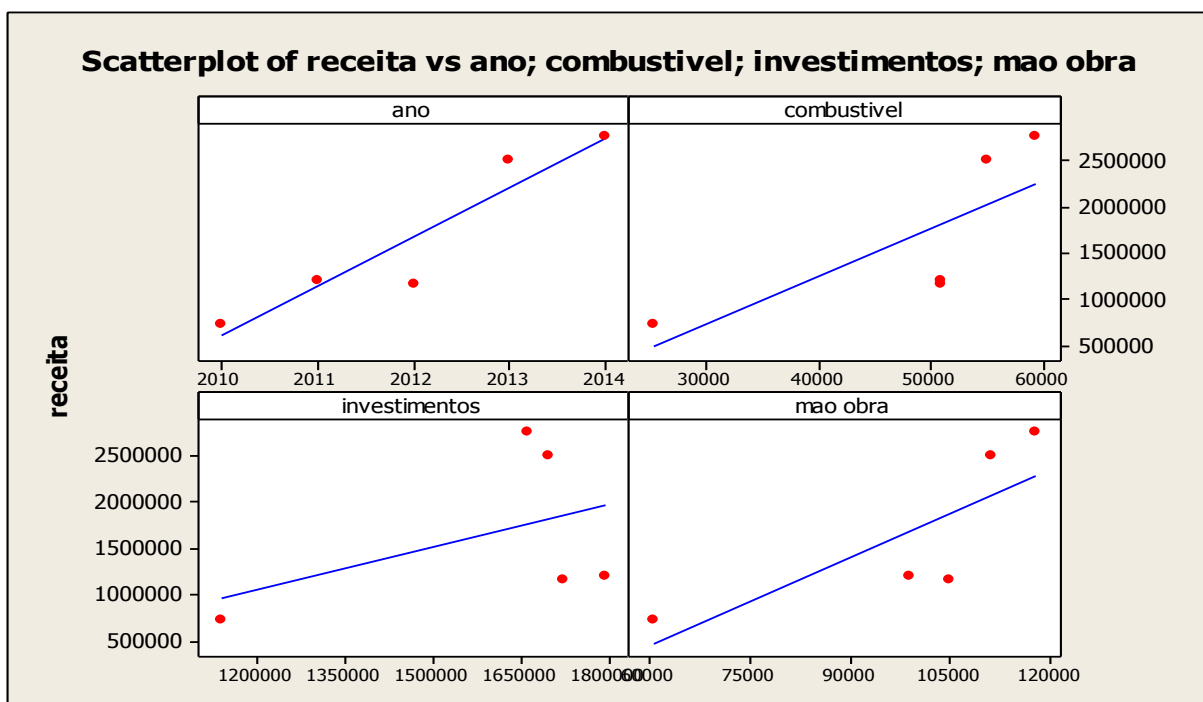 Scatterplot of receita vs ano; combustivel; investimentos; mao obra
ano combustivel
2500000
2000000
1500000
1000000
500000
2010 2011 2012 2013 2014 30000 40000 50000 60000
receita
investimentos mao obra
2500000
2000000
1500000
1000000
500000
1200000 1350000 1500000 1650000 1800000 60000 75000 90000 105000 120000